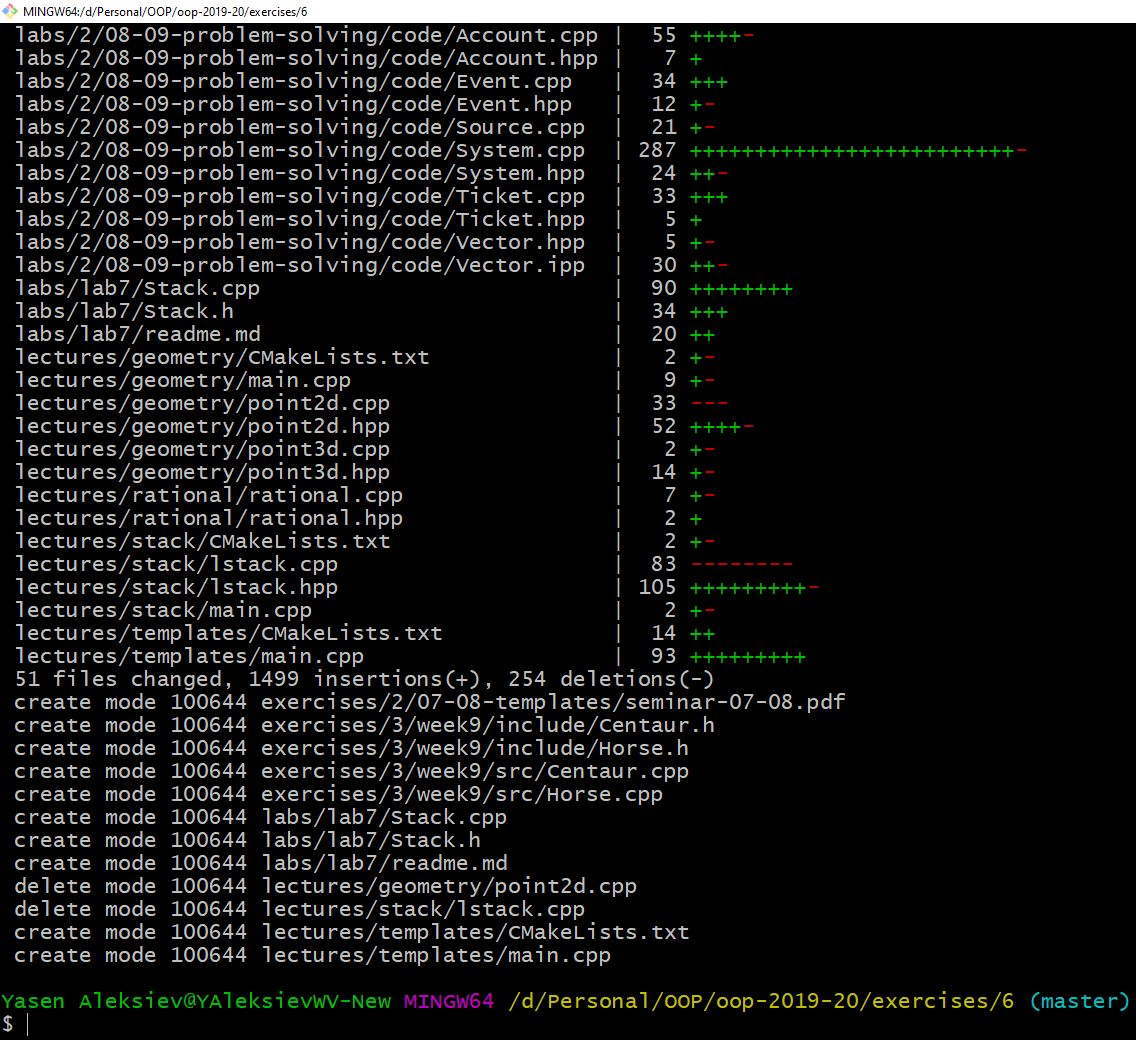 MINGW64:/d/Personal/OOP/oop-2019-20/exercises/6
labs/2/08-09-problem-solving/code/Account.cpp | 55 ++++-
labs/2/08-09-problem-solving/code/Account.hpp | 7 +
labs/2/08-09-problem-solving/code/Event.cpp | 34 +++
labs/2/08-09-problem-solving/code/Event.hpp | 12 +-
labs/2/08-09-problem-solving/code/Source.cpp | 21 +-
labs/2/08-09-problem-solving/code/System.cpp | 287 +++++++++++++++++++++++++-
labs/2/08-09-problem-solving/code/System.hpp | 24 ++-
labs/2/08-09-problem-solving/code/Ticket.cpp | 33 +++
labs/2/08-09-problem-solving/code/Ticket.hpp | 5 +
labs/2/08-09-problem-solving/code/Vector.hpp | 5 +-
labs/2/08-09-problem-solving/code/Vector.ipp | 30 ++-
labs/lab7/Stack.cpp | 90 ++++++++
labs/lab7/Stack.h | 34 +++
labs/lab7/readme.md | 20 ++
lectures/geometry/CMakeLists.txt | 2 +-
lectures/geometry/main.cpp | 9 +-
lectures/geometry/point2d.cpp | 33 ---
lectures/geometry/point2d.hpp | 52 ++++-
lectures/geometry/point3d.cpp | 2 +-
lectures/geometry/point3d.hpp | 14 +-
lectures/rational/rational.cpp | 7 +-
lectures/rational/rational.hpp | 2 +
lectures/stack/CMakeLists.txt | 2 +-
lectures/stack/lstack.cpp | 83 --------
lectures/stack/lstack.hpp | 105 +++++++++-
lectures/stack/main.cpp | 2 +-
lectures/templates/CMakeLists.txt | 14 ++
lectures/templates/main.cpp | 93 +++++++++
51 files changed, 1499 insertions(+), 254 deletions(-)
create mode 100644 exercises/2/07-08-templates/seminar-07-08.pdf
create mode 100644 exercises/3/week9/include/Centaur.h
create mode 100644 exercises/3/week9/include/Horse.h
create mode 100644 exercises/3/week9/src/Centaur.cpp
create mode 100644 exercises/3/week9/src/Horse.cpp
create mode 100644 labs/lab7/Stack.cpp
create mode 100644 labs/lab7/Stack.h
create mode 100644 labs/lab7/readme.md
delete mode 100644 lectures/geometry/point2d.cpp
delete mode 100644 lectures/stack/lstack.cpp
create mode 100644 lectures/templates/CMakeLists.txt
create mode 100644 lectures/templates/main.cpp
Yasen Aleksiev@YAleksievWV-New MINGW64 /d/Personal/OOP/oop-2019-20/exercises/6 (master)
$